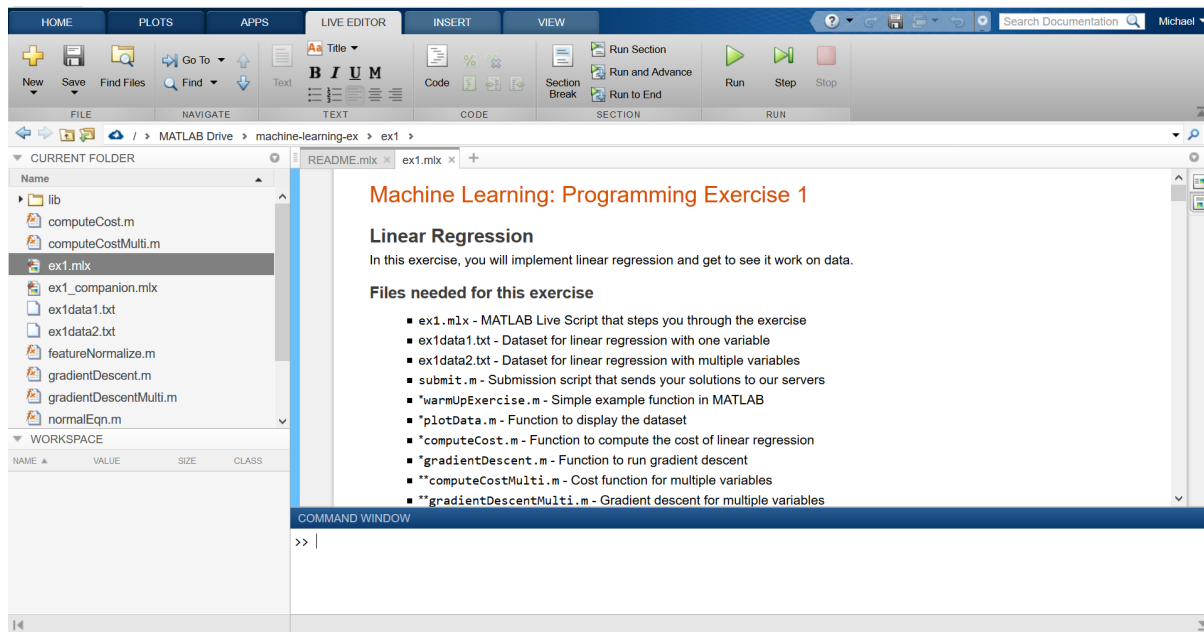 HOME PLOTS APPS LIVE EDITOR INSERT VIEW ? Search Documentation Michael
New Save Find Files Go To Find Text Title B I U M Code % Section Break Run Section Run and Advance Run to End Run Step Stop
FILE NAVIGATE TEXT CODE SECTION RUN
/ > MATLAB Drive > machine-learning-ex > ex1 >
CURRENT FOLDER
Name
lib
computeCost.m
computeCostMulti.m
ex1.mlx
ex1_companion.mlx
ex1data1.txt
ex1data2.txt
featureNormalize.m
gradientDescent.m
gradientDescentMulti.m
normalEqn.m
WORKSPACE
NAME VALUE SIZE CLASS
README.mlx × ex1.mlx × +
Machine Learning: Programming Exercise 1
Linear Regression
In this exercise, you will implement linear regression and get to see it work on data.
Files needed for this exercise
ex1.mlx - MATLAB Live Script that steps you through the exercise
ex1data1.txt - Dataset for linear regression with one variable
ex1data2.txt - Dataset for linear regression with multiple variables
submit.m - Submission script that sends your solutions to our servers
*warmUpExercise.m - Simple example function in MATLAB
*plotData.m - Function to display the dataset
*computeCost.m - Function to compute the cost of linear regression
*gradientDescent.m - Function to run gradient descent
**computeCostMulti.m - Cost function for multiple variables
**gradientDescentMulti.m - Gradient descent for multiple variables
COMMAND WINDOW
>>